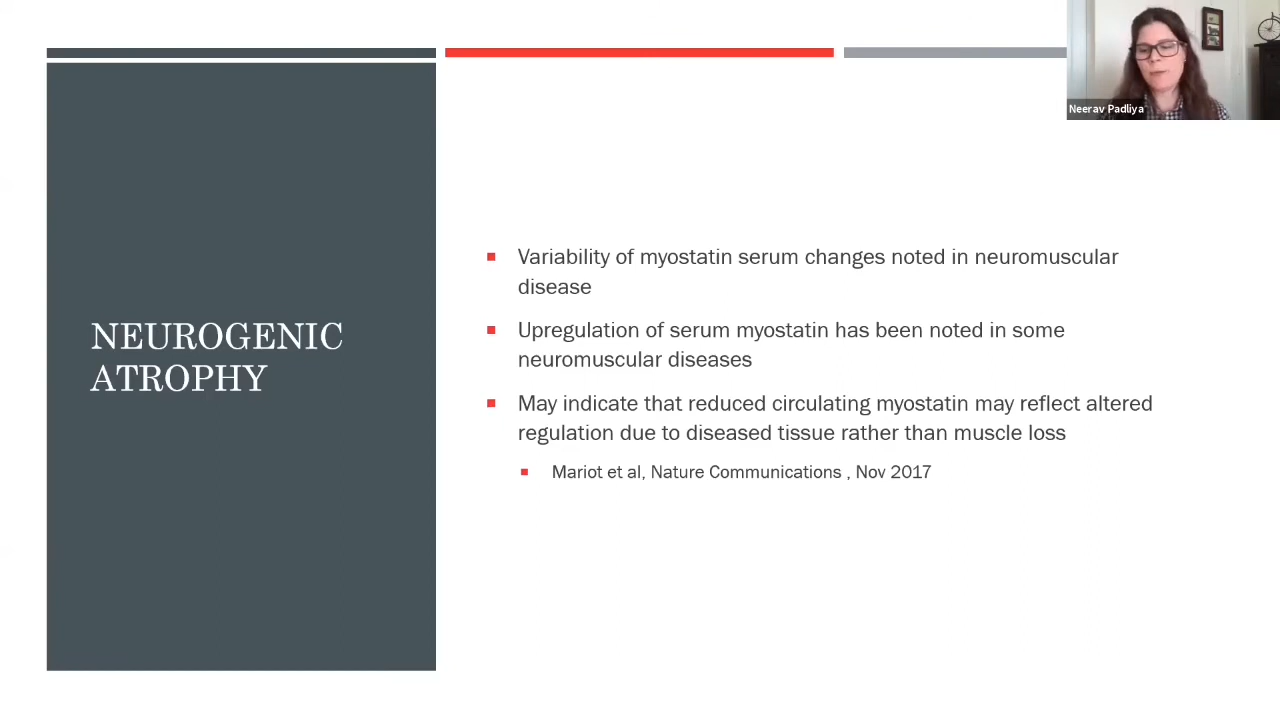 Neerav Padliya
NEUROGENIC
ATROPHY
Variability of myostatin serum changes noted in neuromuscular
disease
Upregulation of serum myostatin has been noted in some
neuromuscular diseases
May indicate that reduced circulating myostatin may reflect altered
regulation due to diseased tissue rather than muscle loss
Mariot et al, Nature Communications , Nov 2017